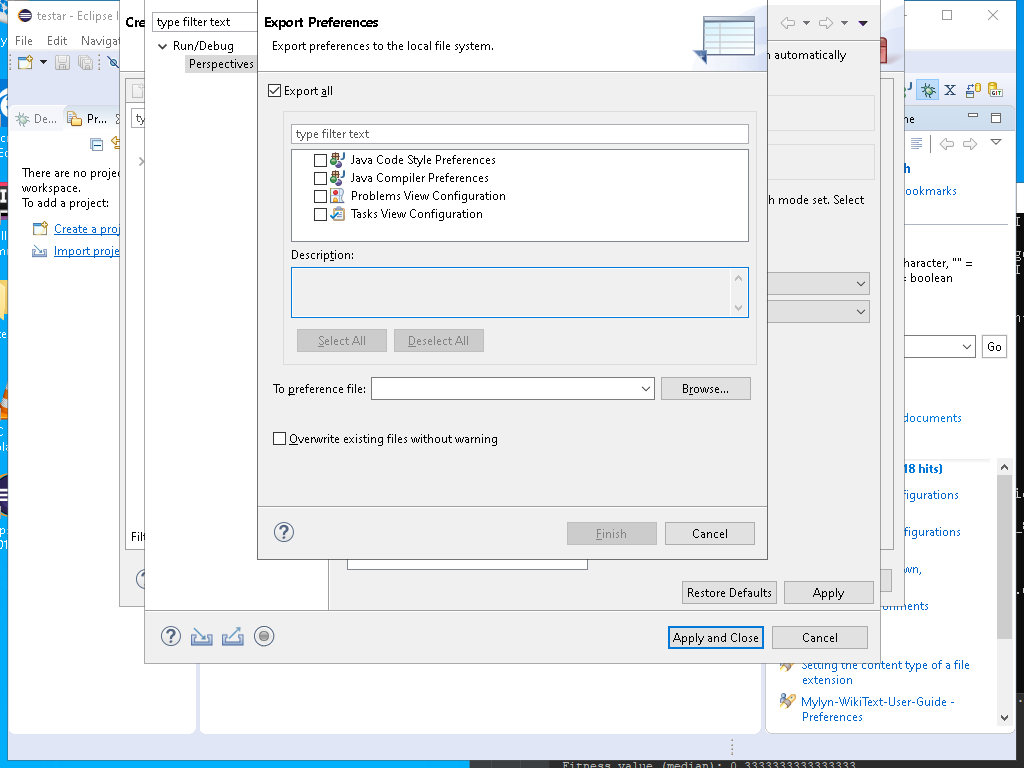 testar - Eclipse I
File Edit Navigat
De...
Pr...
There are no projec
workspace.
To add a project:
Create a proj
Import proje
Cre
Filt
type filter text
Run/Debug
Perspectives
Export Preferences
Export preferences to the local file system.
Export all
type filter text
Java Code Style Preferences
Java Compiler Preferences
Problems View Configuration
Tasks View Configuration
Description:
Select All
Deselect All
To preference file:
Browse...
Overwrite existing files without warning
Finish
Cancel
automatically
h mode set. Select
Restore Defaults
Apply
Apply and Close
Cancel
ne
h
ookmarks
haracter, "" =
= boolean
Go
documents
18 hits)
figurations
figurations
wn,
onments
Setting the content type of a file
extension
Mylyn-WikiText-User-Guide -
Preferences
Fitness value (median): 0.3333333333333333